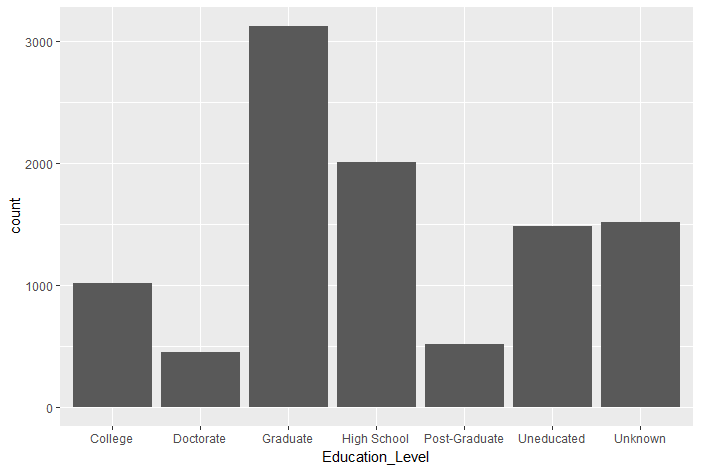 3000
2000
1000
0
count
College Doctorate Graduate High School Post-Graduate Uneducated Unknown
Education_Level